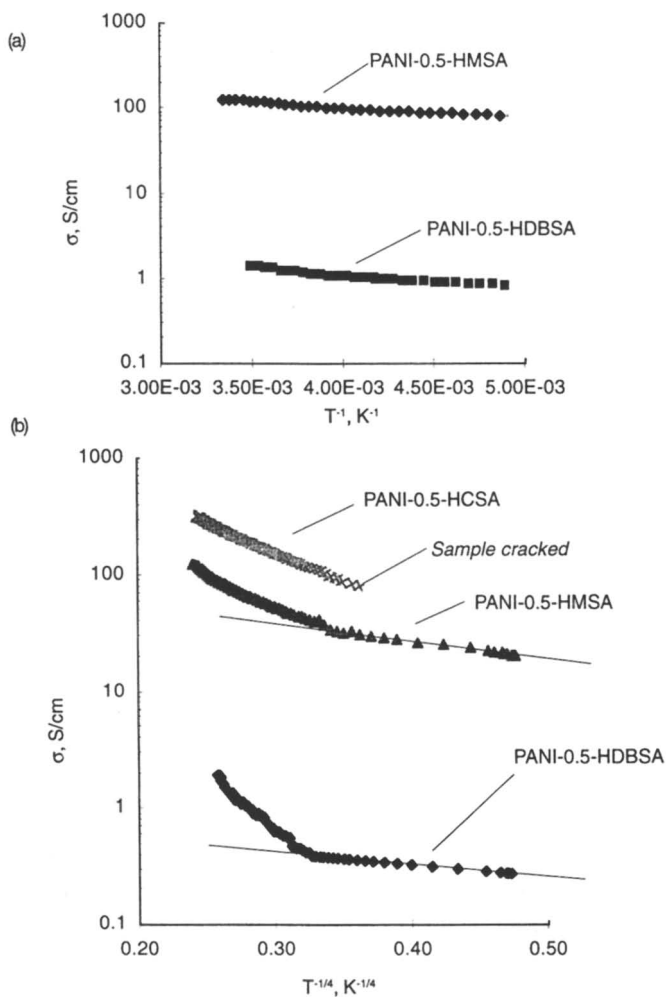 (a)
1000
PANI-0.5-HMSA
100
σ, S/cm
10
PANI-0.5-HDBSA
1
0.1
3.00E-03 3.50E-03 4.00E-03 4.50E-03 5.00E-03
T-1, K-1
(b)
1000
PANI-0.5-HCSA
Sample cracked
100
PANI-0.5-HMSA
σ, S/cm
10
PANI-0.5-HDBSA
1
0.1
0.20 0.30 0.40 0.50
T-1/4, K-1/4